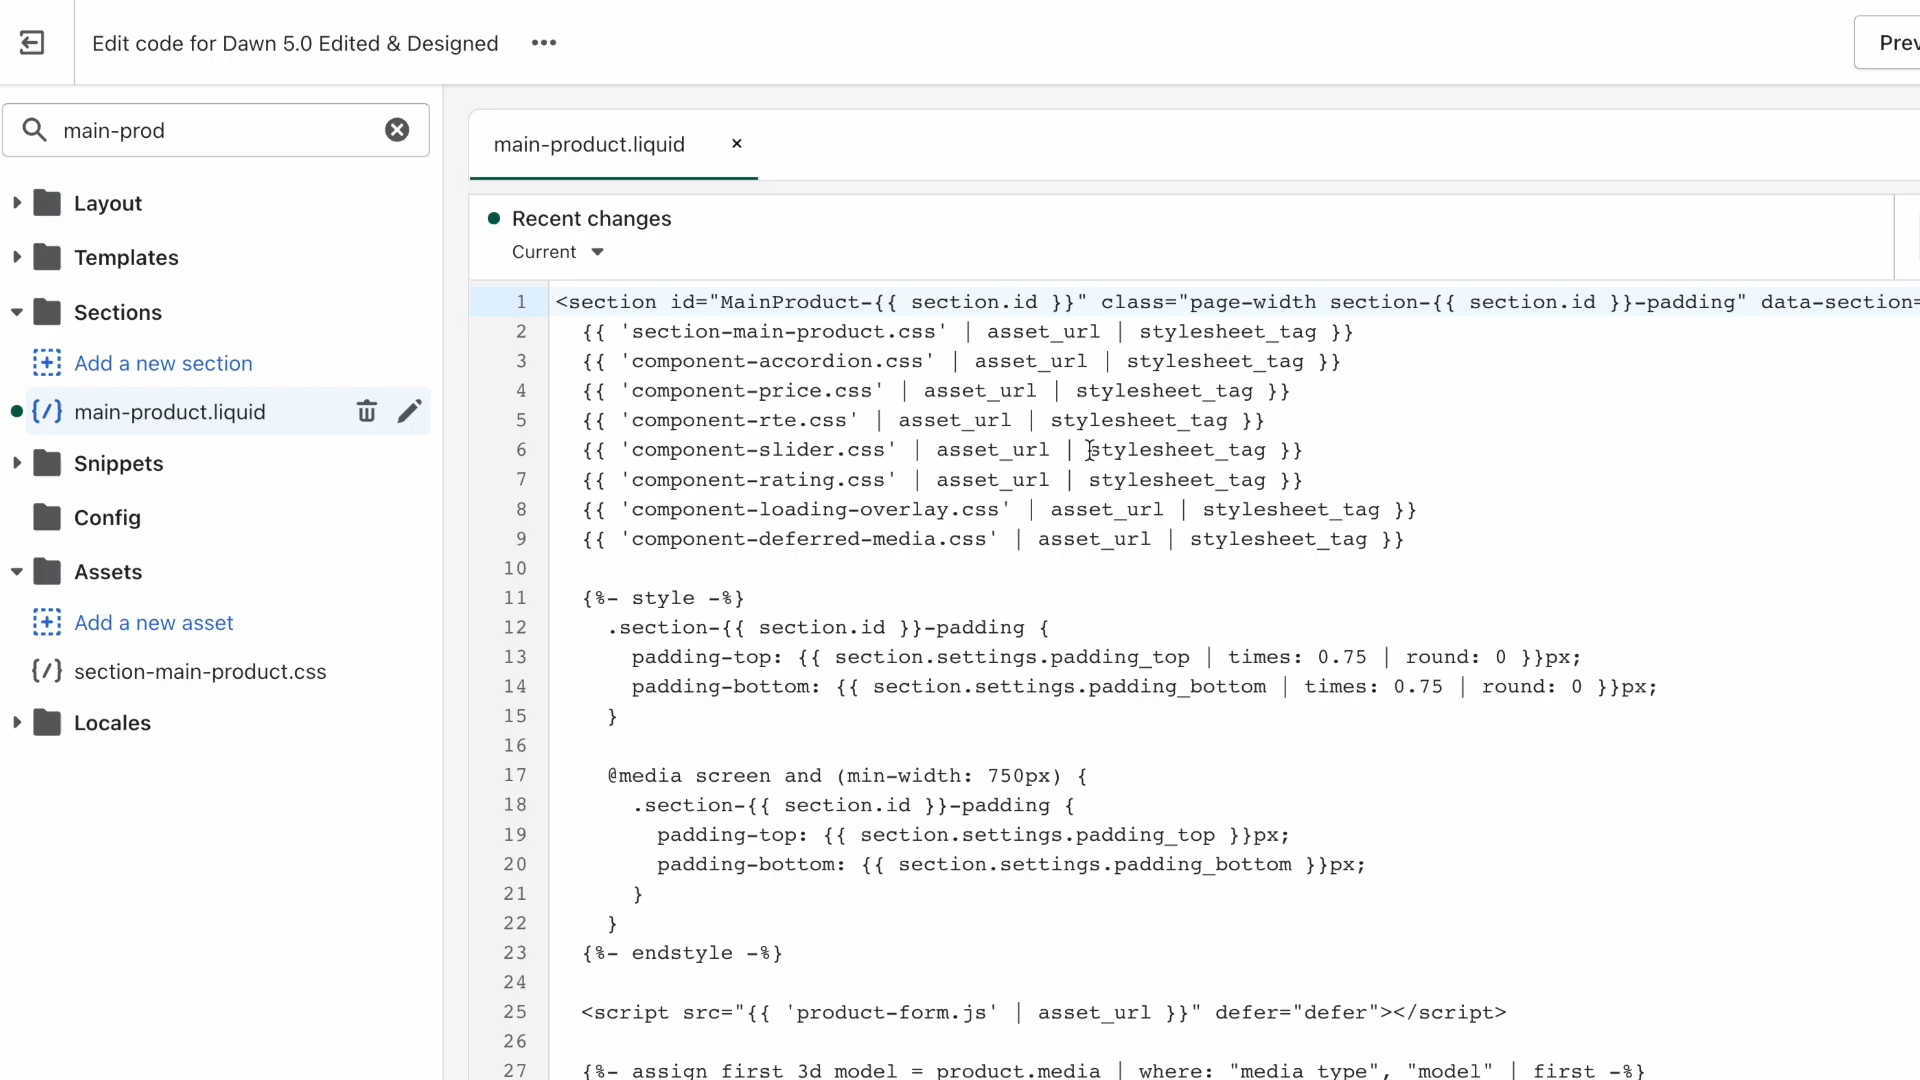 Edit code for Dawn 5.0 Edited & Designed •••
main-prod
Layout
Templates
Sections
Add a new section
{/} main-product.liquid
Snippets
Config
Assets
Add a new asset
{/} section-main-product.css
Locales
main-product.liquid ×
Recent changes
Current
1 <section id="MainProduct-{{ section.id }}" class="page-width section-{{ section.id }}-padding" data-section=
2 {{ 'section-main-product.css' | asset_url | stylesheet_tag }}
3 {{ 'component-accordion.css' | asset_url | stylesheet_tag }}
4 {{ 'component-price.css' | asset_url | stylesheet_tag }}
5 {{ 'component-rte.css' | asset_url | stylesheet_tag }}
6 {{ 'component-slider.css' | asset_url | stylesheet_tag }}
7 {{ 'component-rating.css' | asset_url | stylesheet_tag }}
8 {{ 'component-loading-overlay.css' | asset_url | stylesheet_tag }}
9 {{ 'component-deferred-media.css' | asset_url | stylesheet_tag }}
10
11 {%- style -%}
12 .section-{{ section.id }}-padding {
13 padding-top: {{ section.settings.padding_top | times: 0.75 | round: 0 }}px;
14 padding-bottom: {{ section.settings.padding_bottom | times: 0.75 | round: 0 }}px;
15 }
16
17 @media screen and (min-width: 750px) {
18 .section-{{ section.id }}-padding {
19 padding-top: {{ section.settings.padding_top }}px;
20 padding-bottom: {{ section.settings.padding_bottom }}px;
21 }
22 }
23 {%- endstyle -%}
24
25 <script src="{{ 'product-form.js' | asset_url }}" defer="defer"></script>
26
27 {%- assign first_3d_model = product.media | where: "media_type", "model" | first -%}